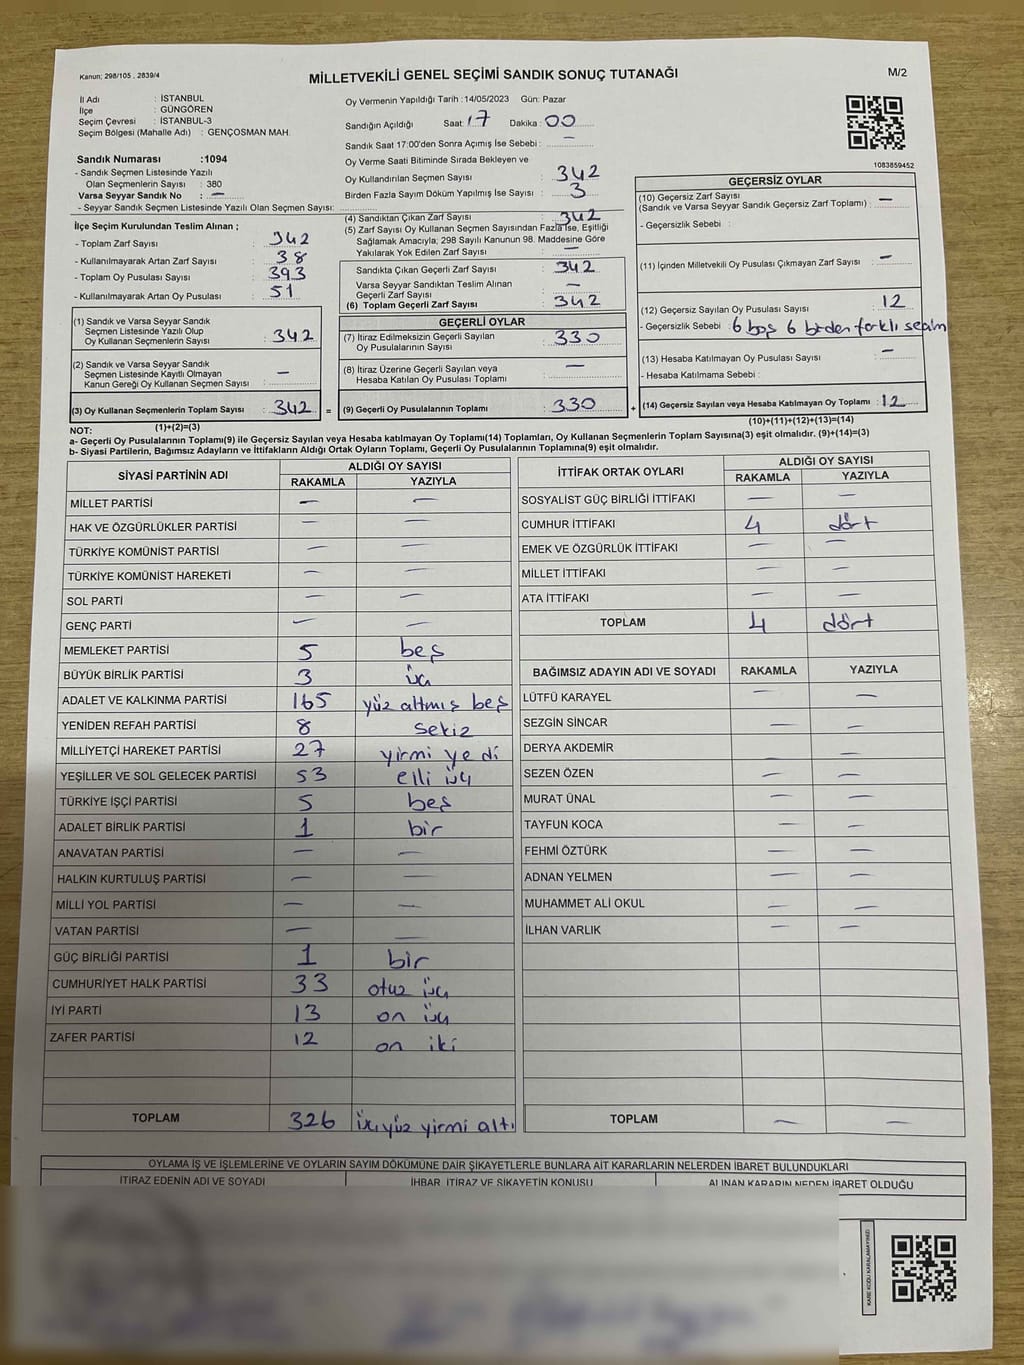 Kanun; 298/105 , 2839/4
MİLLETVEKİLİ GENEL SEÇİMİ SANDIK SONUÇ TUTANAĞI
M/2
İl Adı : İSTANBUL
İlçe : GÜNGÖREN
Seçim Çevresi : İSTANBUL-3
Seçim Bölgesi (Mahalle Adı) : GENÇOSMAN MAH.
Sandık Numarası :1094
- Sandık Seçmen Listesinde Yazılı
Olan Seçmenlerin Sayısı : 380
Varsa Seyyar Sandık No : —
- Seyyar Sandık Seçmen Listesinde Yazılı Olan Seçmen Sayısı:
İlçe Seçim Kurulundan Teslim Alınan ;
- Toplam Zarf Sayısı : 342
- Kullanılmayarak Artan Zarf Sayısı : 38
- Toplam Oy Pusulası Sayısı : 393
- Kullanılmayarak Artan Oy Pusulası : 51
Oy Vermenin Yapıldığı Tarih :14/05/2023 Gün: Pazar
Sandığın Açıldığı Saat: 17 Dakika : 00
Sandık Saat 17:00'den Sonra Açımış İse Sebebi : —
Oy Verme Saati Bitiminde Sırada Bekleyen ve
Oy Kullandırılan Seçmen Sayısı : 342
Birden Fazla Sayım Döküm Yapılmış İse Sayısı : 3
(4) Sandıktan Çıkan Zarf Sayısı : 342
(5) Zarf Sayısı Oy Kullanan Seçmen Sayısından Fazla İse, Eşitliği
Sağlamak Amacıyla, 298 Sayılı Kanunun 98. Maddesine Göre
Yakılarak Yok Edilen Zarf Sayısı : —
Sandıkta Çıkan Geçerli Zarf Sayısı : 342
Varsa Seyyar Sandıktan Teslim Alınan
Geçerli Zarf Sayısı : —
(6) Toplam Geçerli Zarf Sayısı : 342
1083859452
GEÇERSİZ OYLAR
(10) Geçersiz Zarf Sayısı
(Sandık ve Varsa Seyyar Sandık Geçersiz Zarf Toplamı) : —
- Geçersizlik Sebebi :
(11) İçinden Milletvekili Oy Pusulası Çıkmayan Zarf Sayısı : —
(12) Geçersiz Sayılan Oy Pusulası Sayısı : 12
- Geçersizlik Sebebi : 6 boş 6 birden farklı seçim
(13) Hesaba Katılmayan Oy Pusulası Sayısı : —
- Hesaba Katılmama Sebebi :
(14) Geçersiz Sayılan veya Hesaba Katılmayan Oy Toplamı : 12
(10)+(11)+(12)+(13)=(14)
(1) Sandık ve Varsa Seyyar Sandık
Seçmen Listesinde Yazılı Olup
Oy Kullanan Seçmenlerin Sayısı : 342
(2) Sandık ve Varsa Seyyar Sandık
Seçmen Listesinde Kayıtlı Olmayan
Kanun Gereği Oy Kullanan Seçmen Sayısı : —
(3) Oy Kullanan Seçmenlerin Toplam Sayısı : 342 =
(1)+(2)=(3)
GEÇERLİ OYLAR
(7) İtiraz Edilmeksizin Geçerli Sayılan
Oy Pusulalarının Sayısı : 330
(8) İtiraz Üzerine Geçerli Sayılan veya
Hesaba Katılan Oy Pusulası Toplamı : —
(9) Geçerli Oy Pusulalarının Toplamı : 330 +
NOT:
a- Geçerli Oy Pusulalarının Toplamı(9) ile Geçersiz Sayılan veya Hesaba katılmayan Oy Toplamı(14) Toplamları, Oy Kullanan Seçmenlerin Toplam Sayısına(3) eşit olmalıdır. (9)+(14)=(3)
b- Siyasi Partilerin, Bağımsız Adayların ve İttifakların Aldığı Ortak Oyların Toplamı, Geçerli Oy Pusulalarının Toplamına(9) eşit olmalıdır.
SİYASİ PARTİNİN ADI ALDIĞI OY SAYISI
RAKAMLA YAZIYLA
MİLLET PARTİSİ — —
HAK VE ÖZGÜRLÜKLER PARTİSİ — —
TÜRKİYE KOMÜNİST PARTİSİ — —
TÜRKİYE KOMÜNİST HAREKETİ — —
SOL PARTİ — —
GENÇ PARTİ — —
MEMLEKET PARTİSİ 5 beş
BÜYÜK BİRLİK PARTİSİ 3 üç
ADALET VE KALKINMA PARTİSİ 165 yüz altmış beş
YENİDEN REFAH PARTİSİ 8 sekiz
MİLLİYETÇİ HAREKET PARTİSİ 27 yirmi yedi
YEŞİLLER VE SOL GELECEK PARTİSİ 53 elli üç
TÜRKİYE İŞÇİ PARTİSİ 5 beş
ADALET BİRLİK PARTİSİ 1 bir
ANAVATAN PARTİSİ — —
HALKIN KURTULUŞ PARTİSİ — —
MİLLİ YOL PARTİSİ — —
VATAN PARTİSİ — —
GÜÇ BİRLİĞİ PARTİSİ 1 bir
CUMHURİYET HALK PARTİSİ 33 otuz üç
İYİ PARTİ 13 on üç
ZAFER PARTİSİ 12 on iki
TOPLAM 326 üçyüz yirmi altı
İTTİFAK ORTAK OYLARI ALDIĞI OY SAYISI
RAKAMLA YAZIYLA
SOSYALİST GÜÇ BİRLİĞİ İTTİFAKI — —
CUMHUR İTTİFAKI 4 dört
EMEK VE ÖZGÜRLÜK İTTİFAKI — —
MİLLET İTTİFAKI — —
ATA İTTİFAKI — —
TOPLAM 4 dört
BAĞIMSIZ ADAYIN ADI VE SOYADI RAKAMLA YAZIYLA
LÜTFÜ KARAYEL — —
SEZGİN SİNCAR — —
DERYA AKDEMİR — —
SEZEN ÖZEN — —
MURAT ÜNAL — —
TAYFUN KOCA — —
FEHMİ ÖZTÜRK — —
ADNAN YELMEN — —
MUHAMMET ALİ OKUL — —
İLHAN VARLIK — —
TOPLAM — —
OYLAMA İŞ VE İŞLEMLERİNE VE OYLARIN SAYIM DÖKÜMÜNE DAİR ŞİKAYETLERLE BUNLARA AİT KARARLARIN NELERDEN İBARET BULUNDUKLARI
İTİRAZ EDENİN ADI VE SOYADI İHBAR, İTİRAZ VE ŞİKAYETİN KONUSU ALINAN KARARIN NEDEN İBARET OLDUĞU
KARE KODU KARALAMAYINIZ!